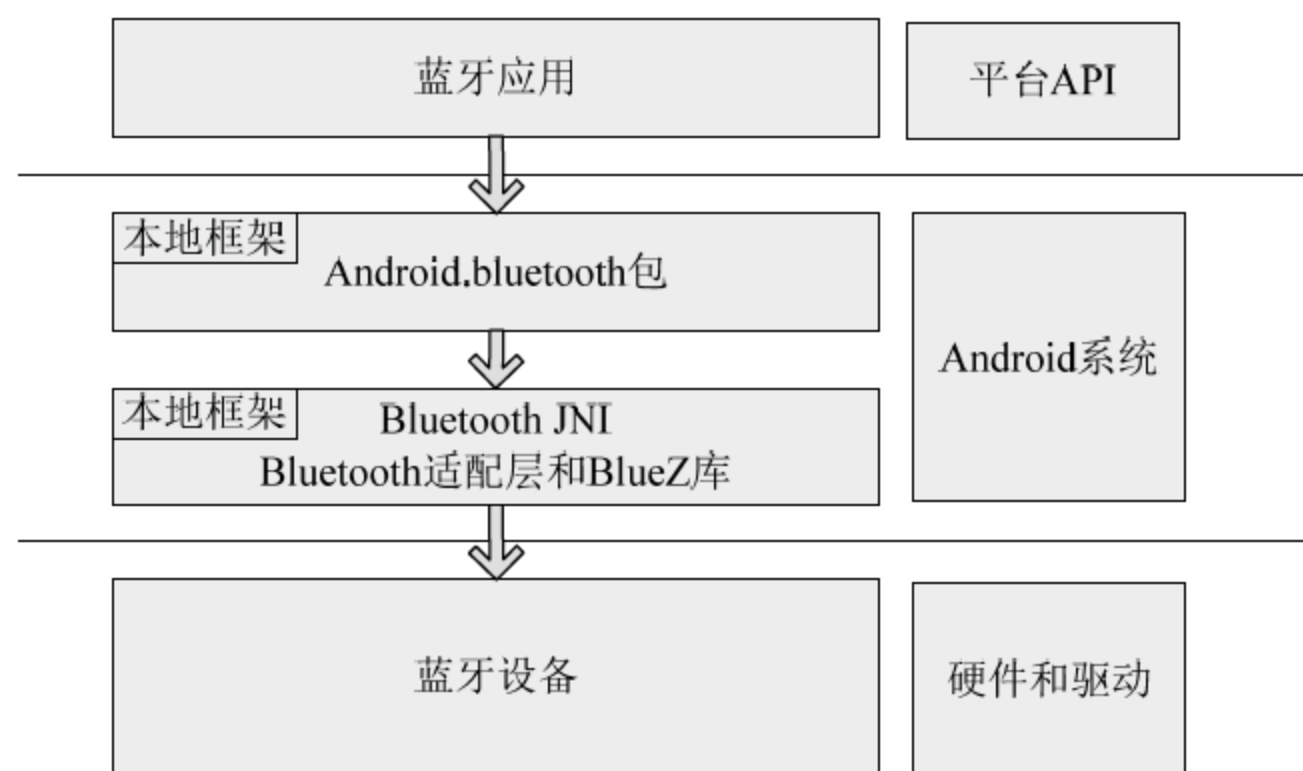 蓝牙应用
平台API
本地框架
Android.bluetooth包
Android系统
本地框架
Bluetooth JNI
Bluetooth适配层和BlueZ库
蓝牙设备
硬件和驱动